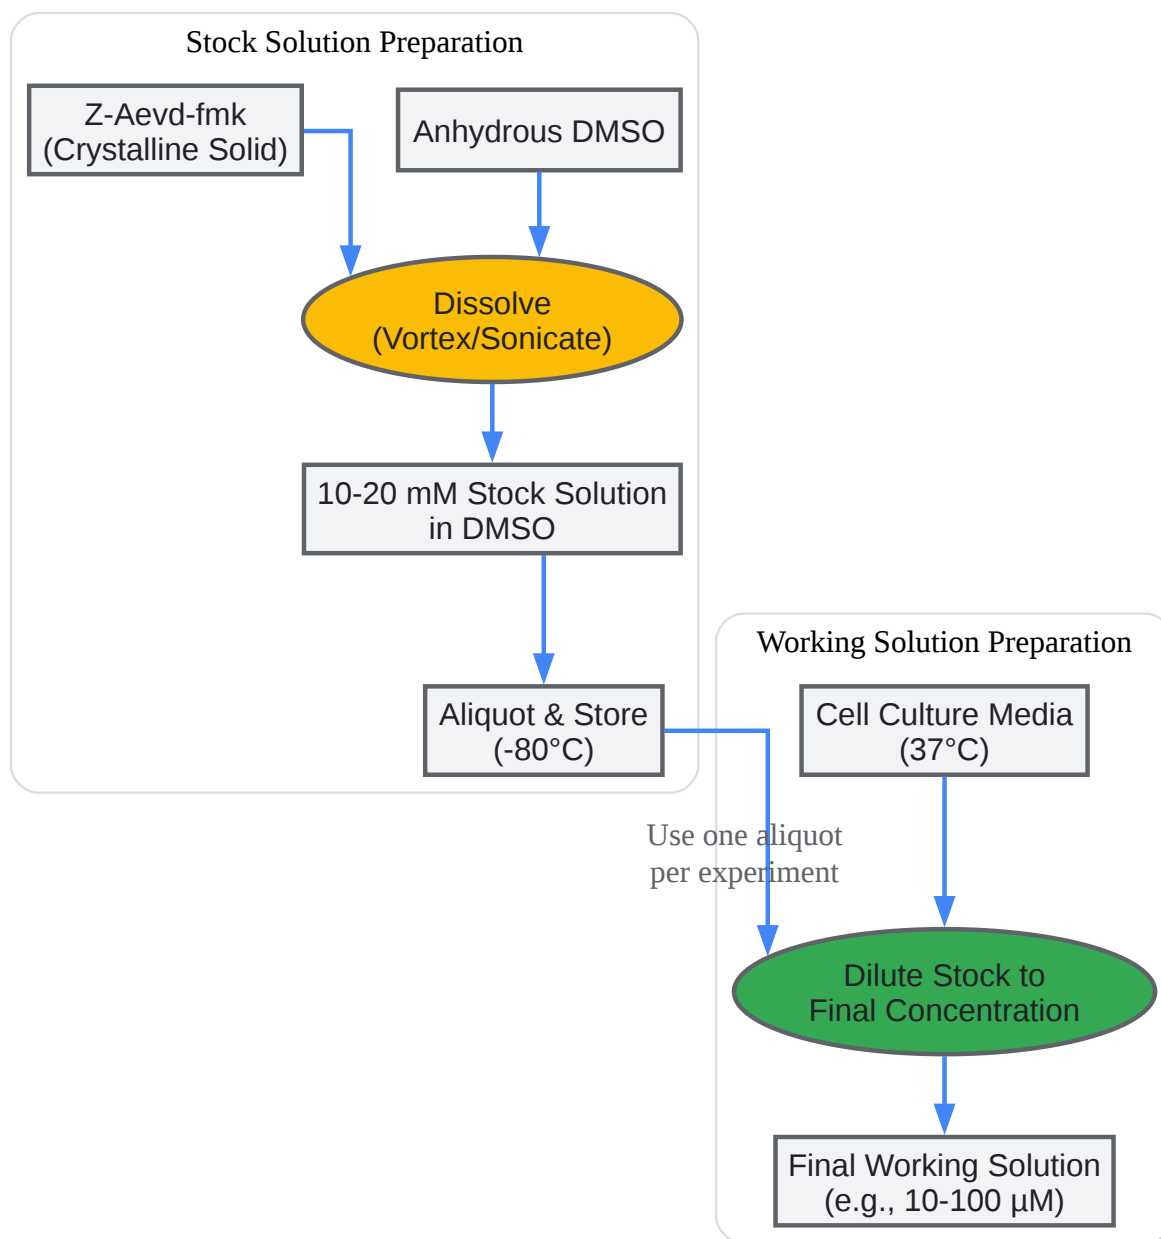 Stock Solution Preparation
Z-Aevd-fmk
(Crystalline Solid)
Anhydrous DMSO
Dissolve
(Vortex/Sonicate)
10-20 mM Stock Solution
in DMSO
Aliquot & Store
(-80°C)
Working Solution Preparation
Cell Culture Media
(37°C)
Use one aliquot
per experiment
Dilute Stock to
Final Concentration
Final Working Solution
(e.g., 10-100 µM)